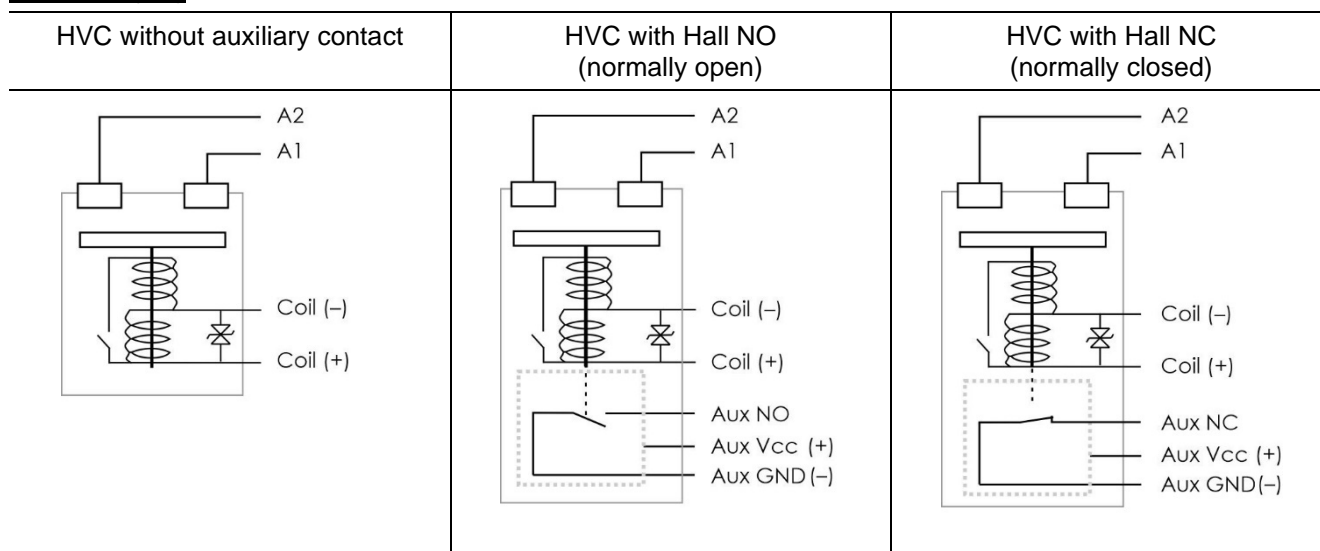 HVC without auxiliary contact
HVC with Hall NO
(normally open)
HVC with Hall NC
(normally closed)
A2
A1
Coil (–)
Coil (+)
A2
A1
Coil (–)
Coil (+)
Aux NO
Aux Vcc (+)
Aux GND(–)
A2
A1
Coil (–)
Coil (+)
Aux NC
Aux Vcc (+)
Aux GND(–)